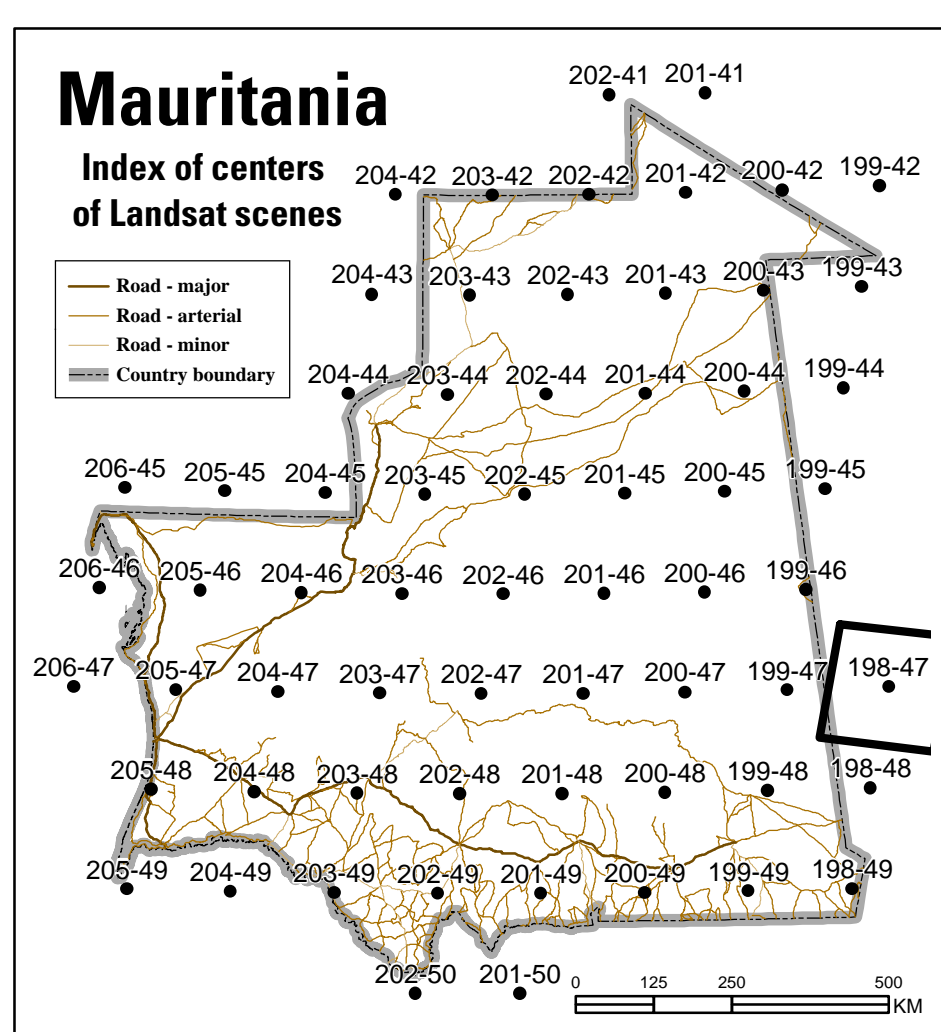 Mauritania
Index of centers
of Landsat scenes
Road - major
Road - arterial
Road - minor
Country boundary
202-41 201-41
204-42 203-42 202-42 201-42 200-42 199-42
204-43 203-43 202-43 201-43 200-43 199-43
204-44 203-44 202-44 201-44 200-44 199-44
206-45 205-45 204-45 203-45 202-45 201-45 200-45 199-45
206-46 205-46 204-46 203-46 202-46 201-46 200-46 199-46
206-47 205-47 204-47 203-47 202-47 201-47 200-47 199-47 198-47
205-48 204-48 203-48 202-48 201-48 200-48 199-48 198-48
205-49 204-49 203-49 202-49 201-49 200-49 199-49 198-49
202-50 201-50
0 125 250 500
KM